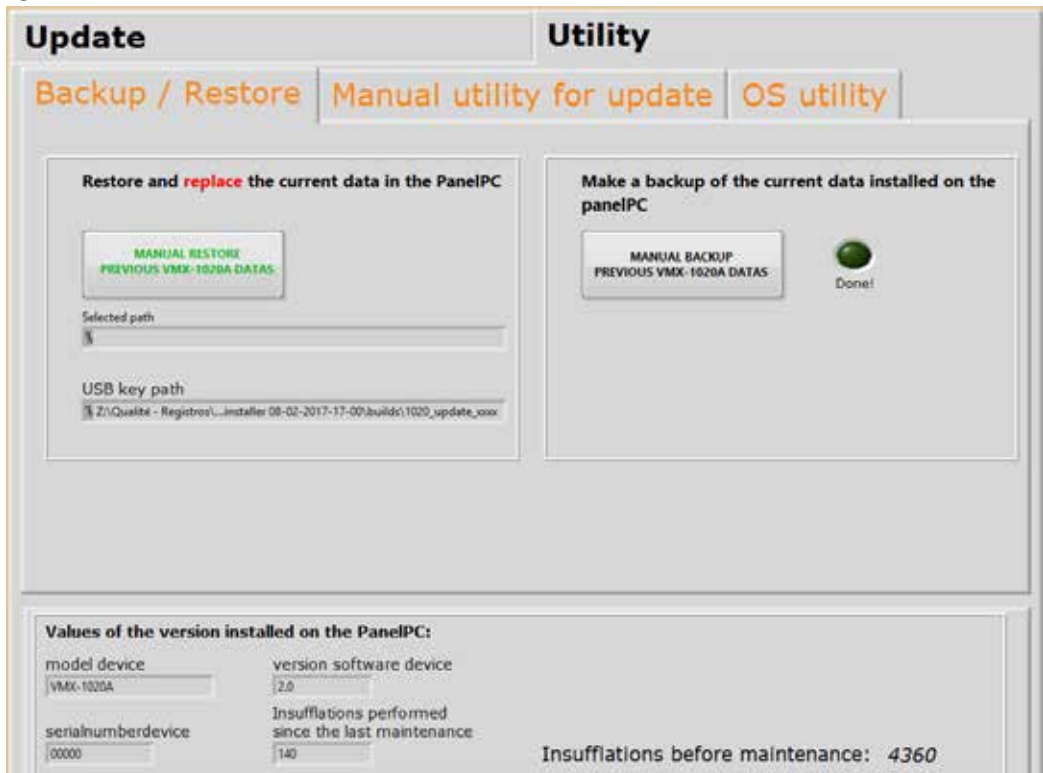 Update
Utility
Backup / Restore
Manual utility for update
OS utility
Restore and replace the current data in the PanelPC
MANUAL RESTORE
PREVIOUS VMX-1020A DATAS
Selected path
USB key path
Z:\Qualité - Registros\...installer 08-02-2017-17-00\builds\1020_update_xxxx
Make a backup of the current data installed on the
panelPC
MANUAL BACKUP
PREVIOUS VMX-1020A DATAS
Done!
Values of the version installed on the PanelPC:
model device
VMX-1020A
version software device
2.0
serialnumberdevice
00000
Insufflations performed
since the last maintenance
140
Insufflations before maintenance: 4360